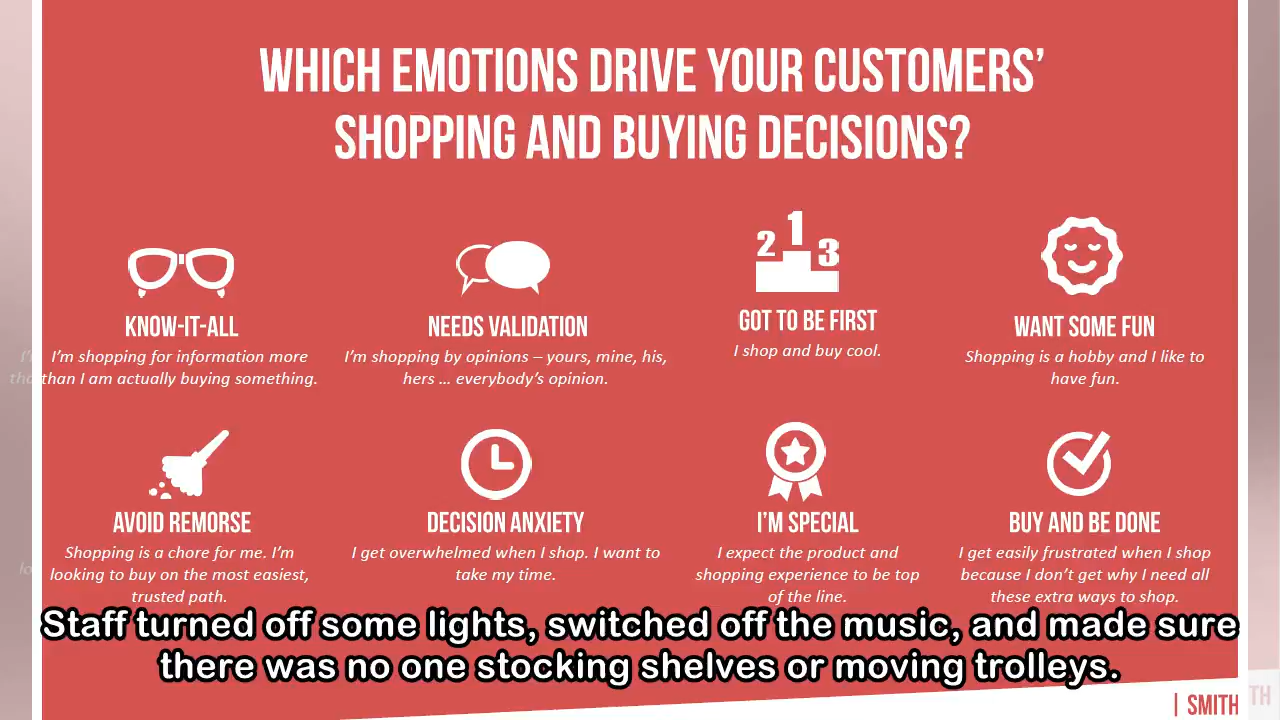 WHICH EMOTIONS DRIVE YOUR CUSTOMERS'
SHOPPING AND BUYING DECISIONS?
2 1 3
KNOW-IT-ALL
I'm shopping for information more
than I am actually buying something.
NEEDS VALIDATION
I'm shopping by opinions – yours, mine, his,
hers ... everybody's opinion.
GOT TO BE FIRST
I shop and buy cool.
WANT SOME FUN
Shopping is a hobby and I like to
have fun.
AVOID REMORSE
Shopping is a chore for me. I'm
looking to buy on the most easiest,
trusted path.
DECISION ANXIETY
I get overwhelmed when I shop. I want to
take my time.
I'M SPECIAL
I expect the product and
shopping experience to be top
of the line.
BUY AND BE DONE
I get easily frustrated when I shop
because I don't get why I need all
these extra ways to shop.
Staff turned off some lights, switched off the music, and made sure
there was no one stocking shelves or moving trolleys.
| SMITH